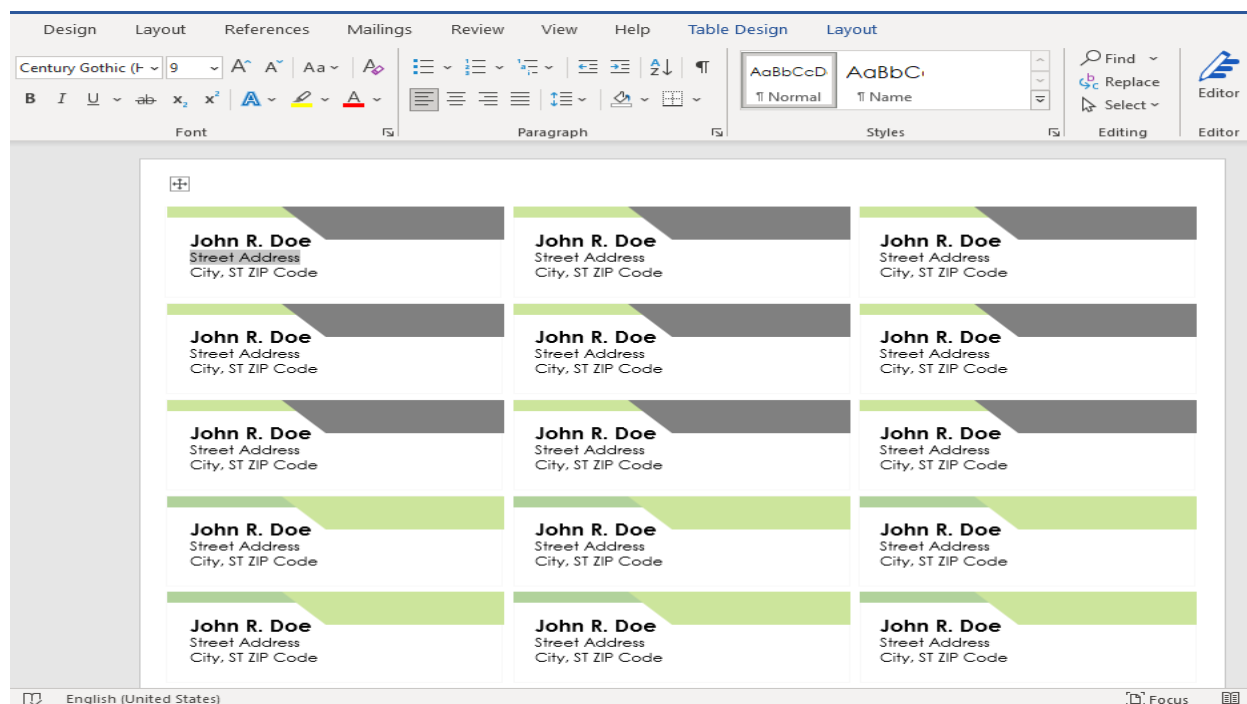 Design Layout References Mailings Review View Help Table Design Layout
Century Gothic (H 9 A A Aa A Find
Replace
B I U ab x₂ x² A A AaBbCcD AaBbC Editor
¶ Normal ¶ Name Select
Font Paragraph Styles Editing Editor
John R. Doe John R. Doe John R. Doe
Street Address Street Address Street Address
City, ST ZIP Code City, ST ZIP Code City, ST ZIP Code
John R. Doe John R. Doe John R. Doe
Street Address Street Address Street Address
City, ST ZIP Code City, ST ZIP Code City, ST ZIP Code
John R. Doe John R. Doe John R. Doe
Street Address Street Address Street Address
City, ST ZIP Code City, ST ZIP Code City, ST ZIP Code
John R. Doe John R. Doe John R. Doe
Street Address Street Address Street Address
City, ST ZIP Code City, ST ZIP Code City, ST ZIP Code
John R. Doe John R. Doe John R. Doe
Street Address Street Address Street Address
City, ST ZIP Code City, ST ZIP Code City, ST ZIP Code
English (United States) Focus